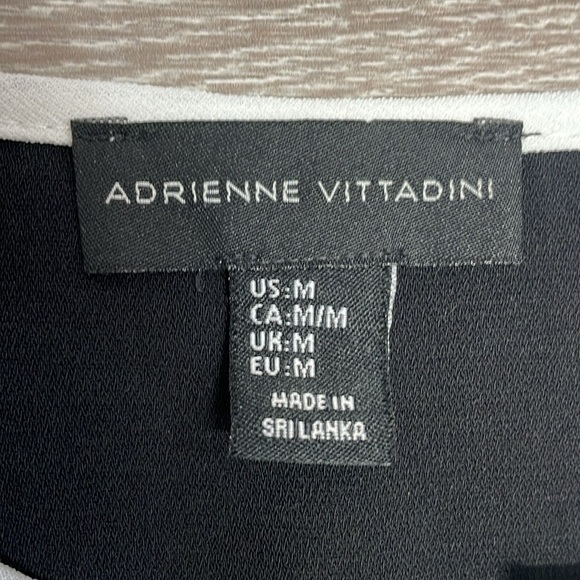 ADRIENNE VITTADINI
US:M
CA:M/M
UK:M
EU:M
MADE IN
SRI LANKA